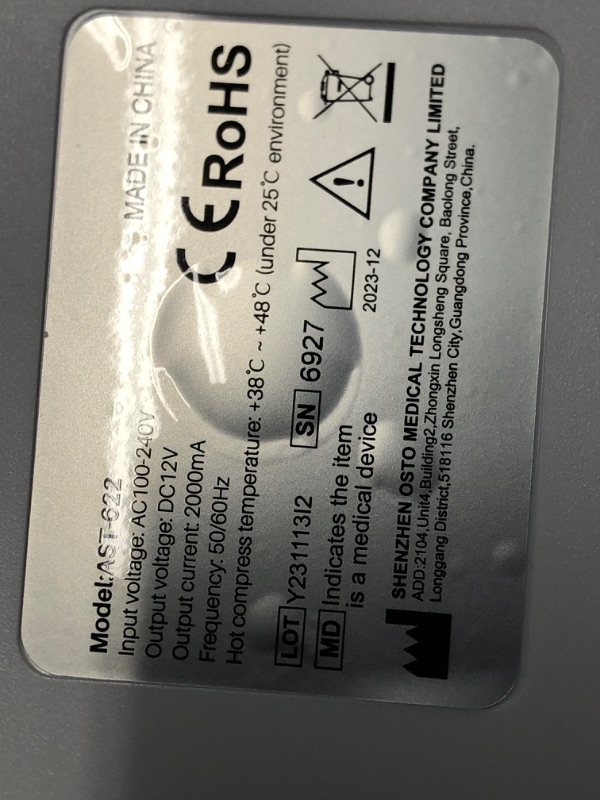 Model:AST-622
MADE IN CHINA
Input voltage: AC100-240V
Output voltage: DC12V
Output current: 2000mA
Frequency: 50/60Hz
CE RoHS
Hot compress temperature: +38℃ ~ +48℃ (under 25℃ environment)
LOT Y231113I2
SN 6927
2023-12
MD Indicates the item
is a medical device
SHENZHEN OSTO MEDICAL TECHNOLOGY COMPANY LIMITED
ADD:2104,Unit4,Building2,Zhongxin Longsheng Square, Baolong Street,
Longgang District,518116 Shenzhen City,Guangdong Province,China.